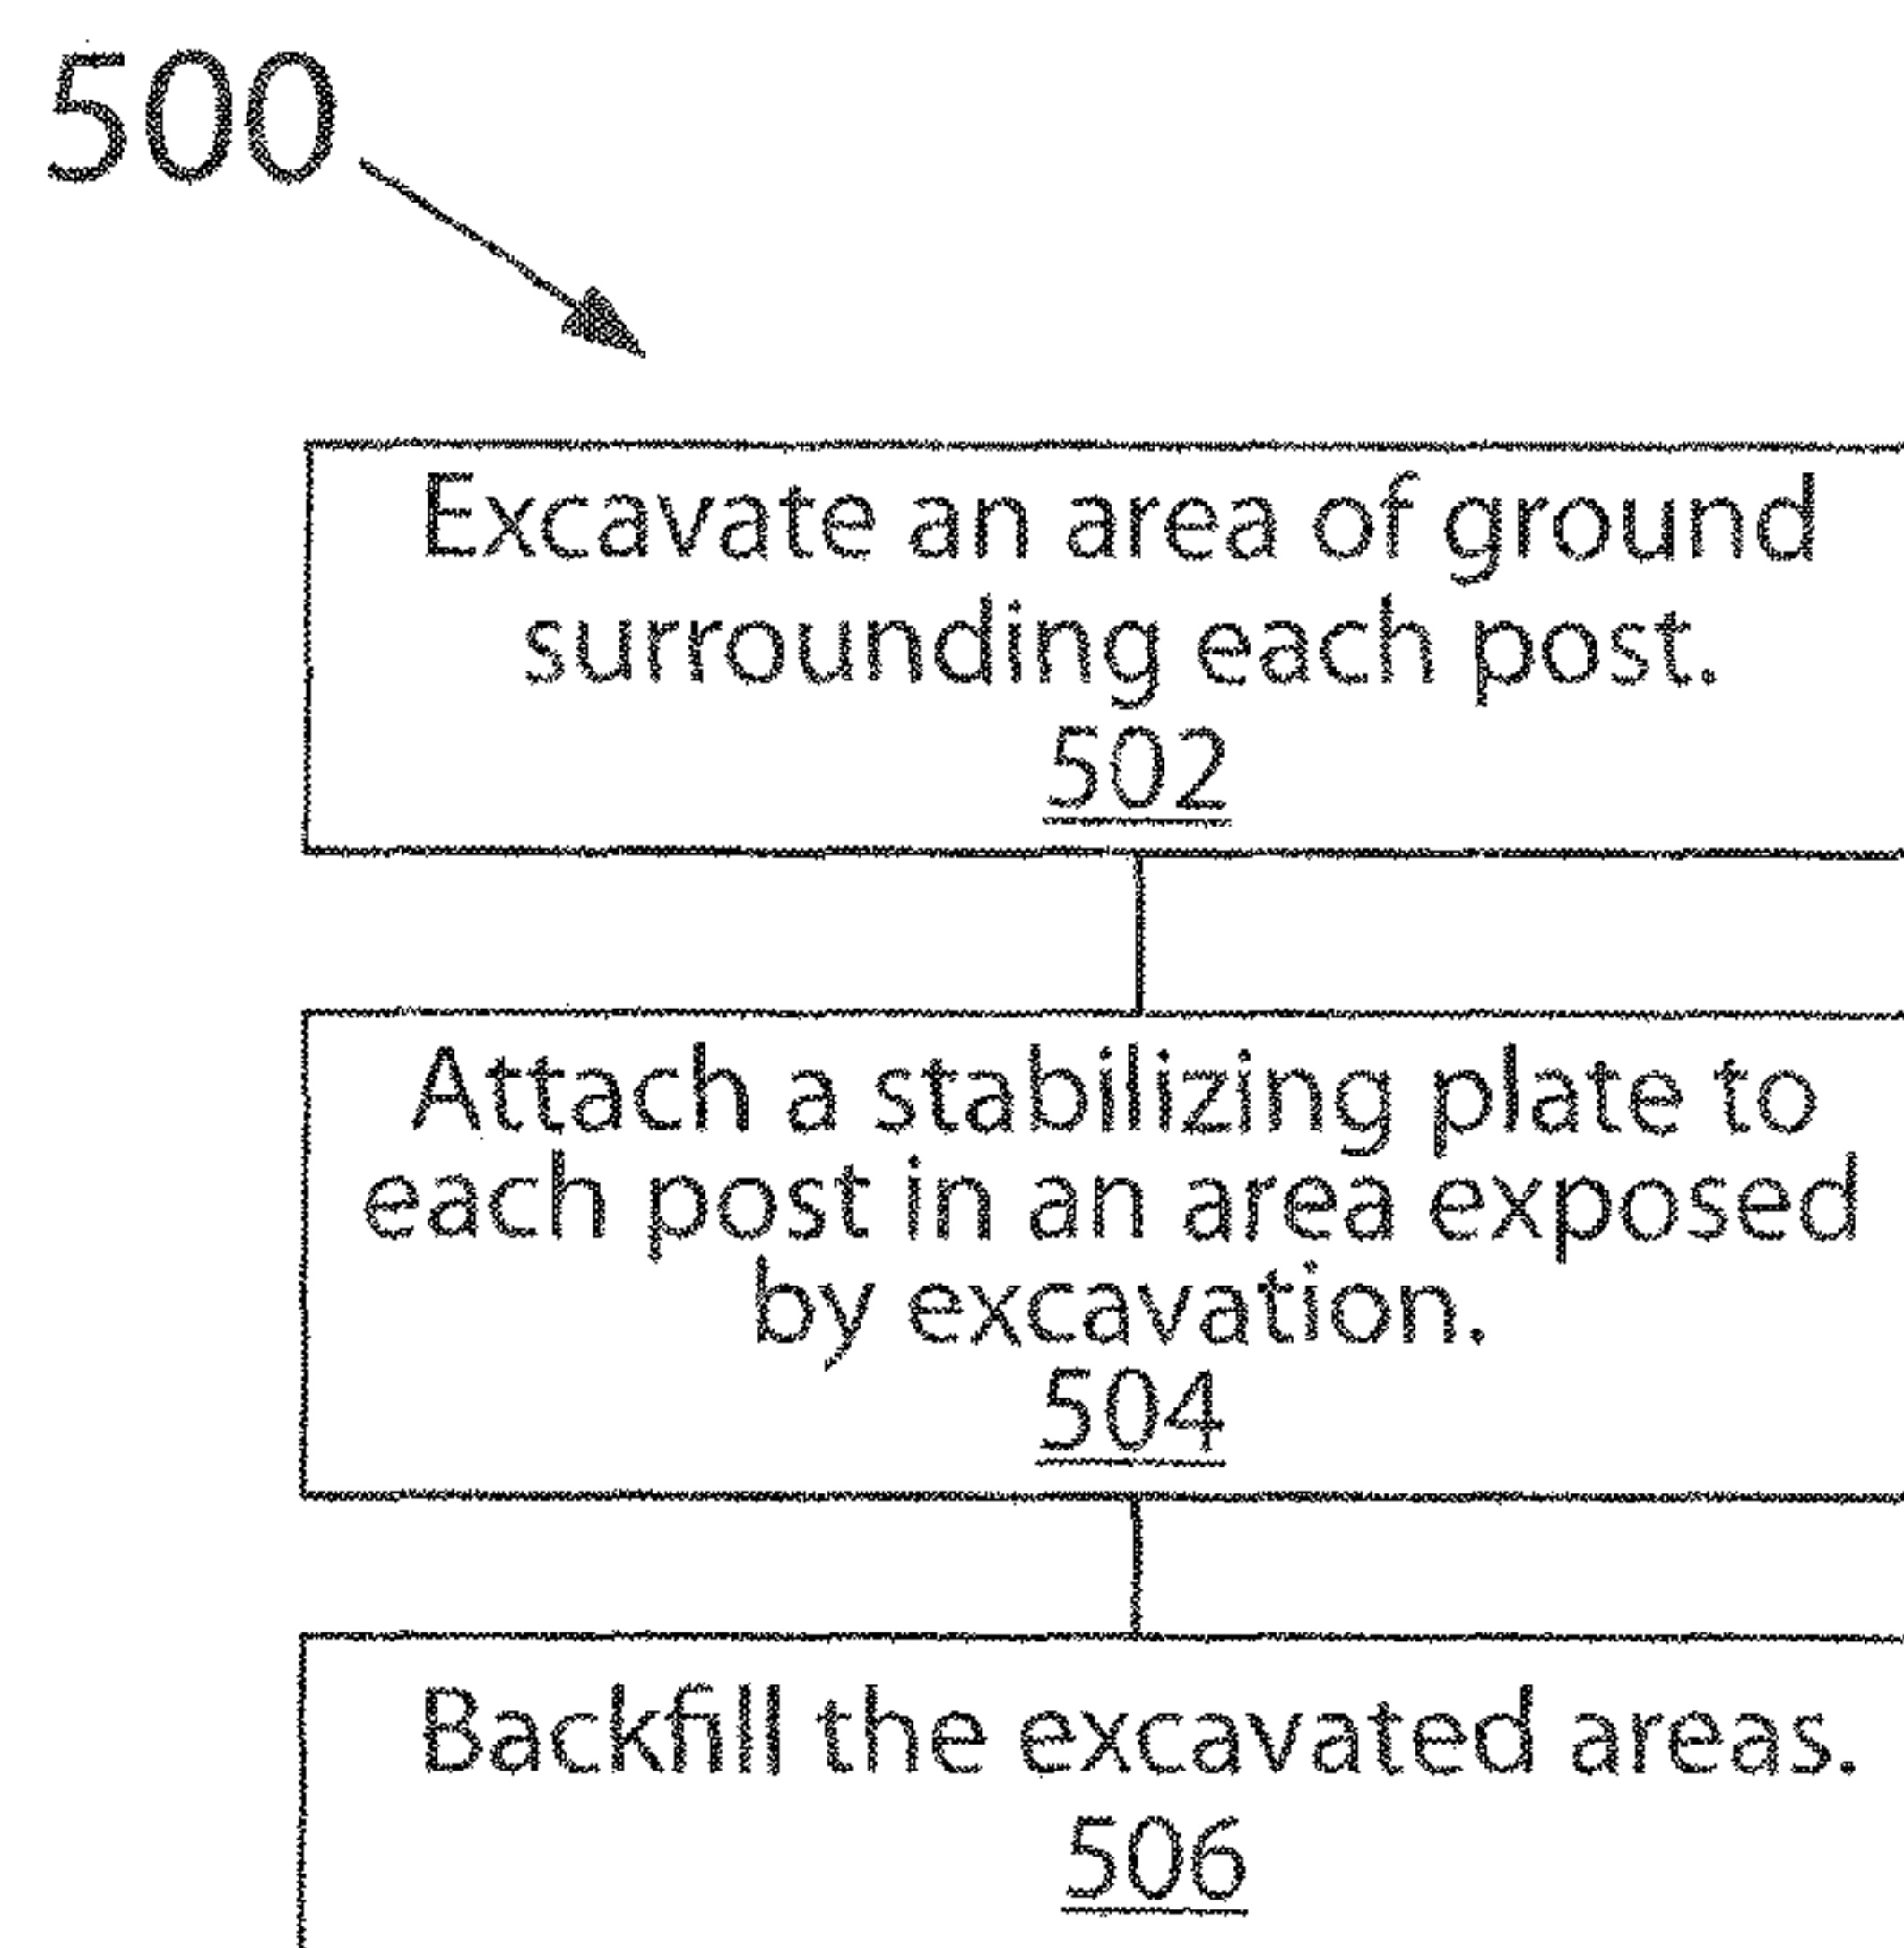 500
Excavate an area of ground
surrounding each post.
502
Attach a stabilizing plate to
each post in an area exposed
by excavation.
504
Backfill the excavated areas.
506